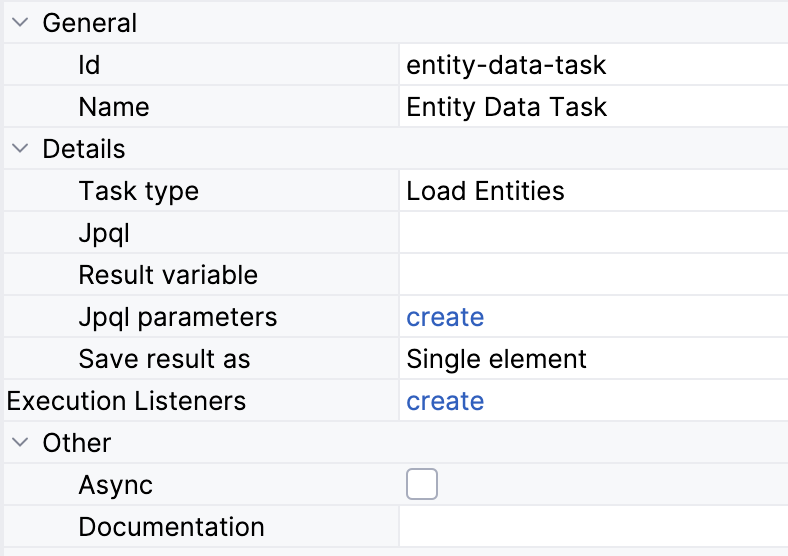 General
Id entity-data-task
Name Entity Data Task
Details
Task type Load Entities
Jpql
Result variable
Jpql parameters create
Save result as Single element
Execution Listeners create
Other
Async
Documentation